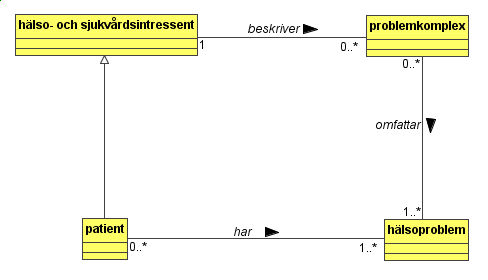 hälso- och sjukvårdsintressent
beskriver
problemkomplex
1
0..*
0..*
omfattar
1..*
patient
har
hälsoproblem
0..*
1..*